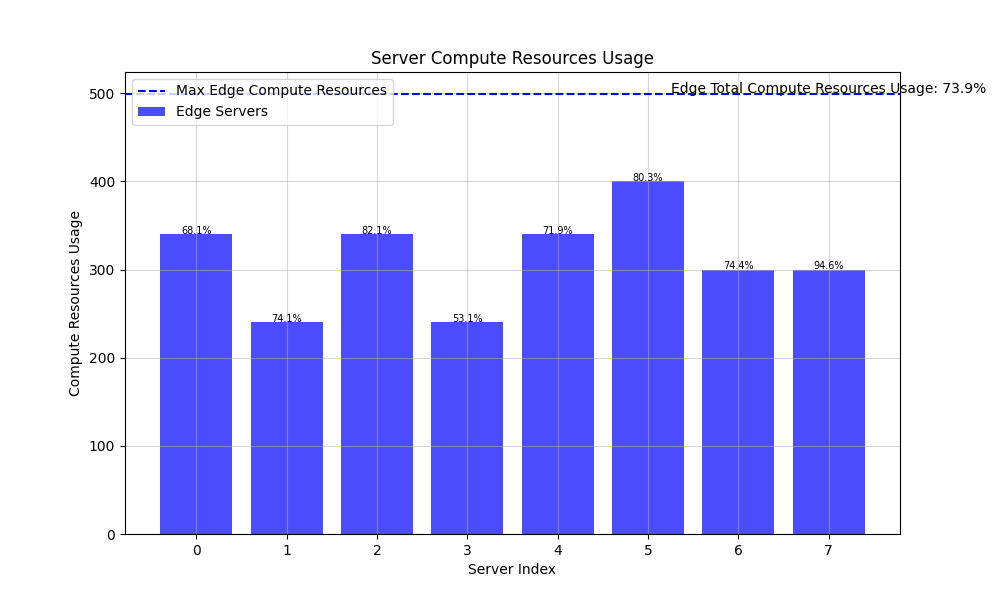 Server Compute Resources Usage
Max Edge Compute Resources
Edge Servers
Edge Total Compute Resources Usage: 73.9%
Compute Resources Usage
500
400
300
200
100
0
68.1%
74.1%
82.1%
53.1%
71.9%
80.3%
74.4%
94.6%
0 1 2 3 4 5 6 7
Server Index